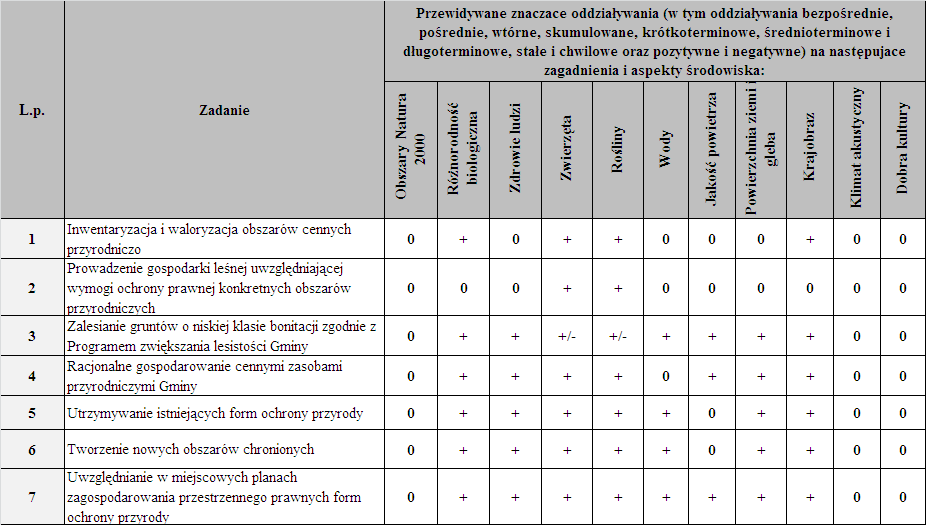 Przewidywane znaczace oddziaływania (w tym oddziaływania bezpośrednie,
pośrednie, wtórne, skumulowane, krótkoterminowe, średnioterminowe i
długoterminowe, stałe i chwilowe oraz pozytywne i negatywne) na następujace
zagadnienia i aspekty środowiska:
L.p.
Zadanie
Obszary Natura
2000
Różnorodność
biologiczna
Zdrowie ludzi
Zwierzęta
Rośliny
Wody
Jakość powietrza
Powierzchnia ziemi i
gleba
Krajobraz
Klimat akustyczny
Dobra kultury
1
Inwentaryzacja i waloryzacja obszarów cennych
przyrodniczo
0 + 0 + + 0 0 0 + 0 0
2
Prowadzenie gospodarki leśnej uwzględniającej
wymogi ochrony prawnej konkretnych obszarów
przyrodniczych
0 0 0 + + 0 0 0 0 0 0
3
Zalesianie gruntów o niskiej klasie bonitacji zgodnie z
Programem zwiększania lesistości Gminy
0 + + +/- +/- + + + + 0 0
4
Racjonalne gospodarowanie cennymi zasobami
przyrodniczymi Gminy
0 + + + + 0 + + + 0 0
5
Utrzymywanie istniejących form ochrony przyrody
0 + + + + + 0 + + 0 0
6
Tworzenie nowych obszarów chronionych
0 + + + + + 0 + + 0 0
7
Uwzględnianie w miejscowych planach
zagospodarowania przestrzennego prawnych form
ochrony przyrody
0 + + + + + + + + 0 0